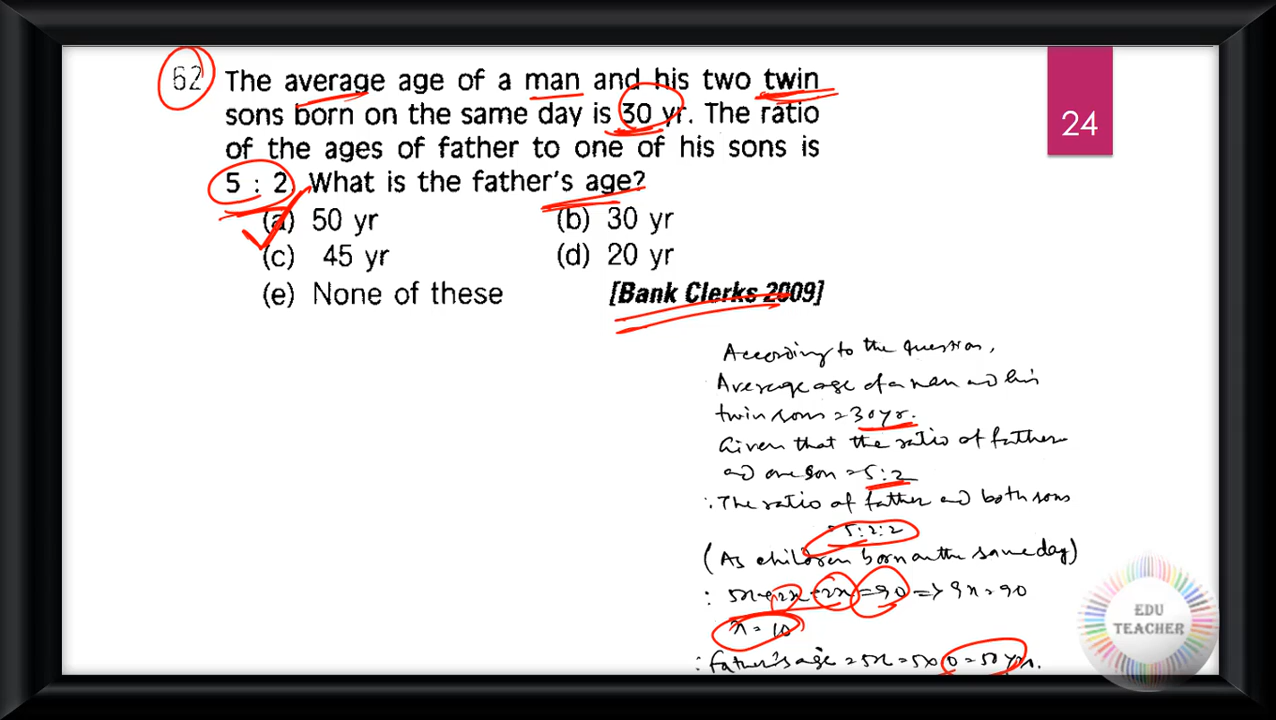 62 The average age of a man and his two twin
24
sons born on the same day is 30 yr. The ratio
of the ages of father to one of his sons is
5 : 2. What is the father's age?
(a) 50 yr (b) 30 yr
(c) 45 yr (d) 20 yr
(e) None of these [Bank Clerks 2009]
According to the question,
Average age of a man and his
twin sons = 30 yr.
Given that the ratio of father
and one son = 5:2
∴ The ratio of father and both sons
= 5:2:2
(As children born on the same day)
∴ 5x+2x+2x=90 => 9x=90
x = 10
∴ father's age = 5x = 5x10 = 50 yrs.
EDU
TEACHER